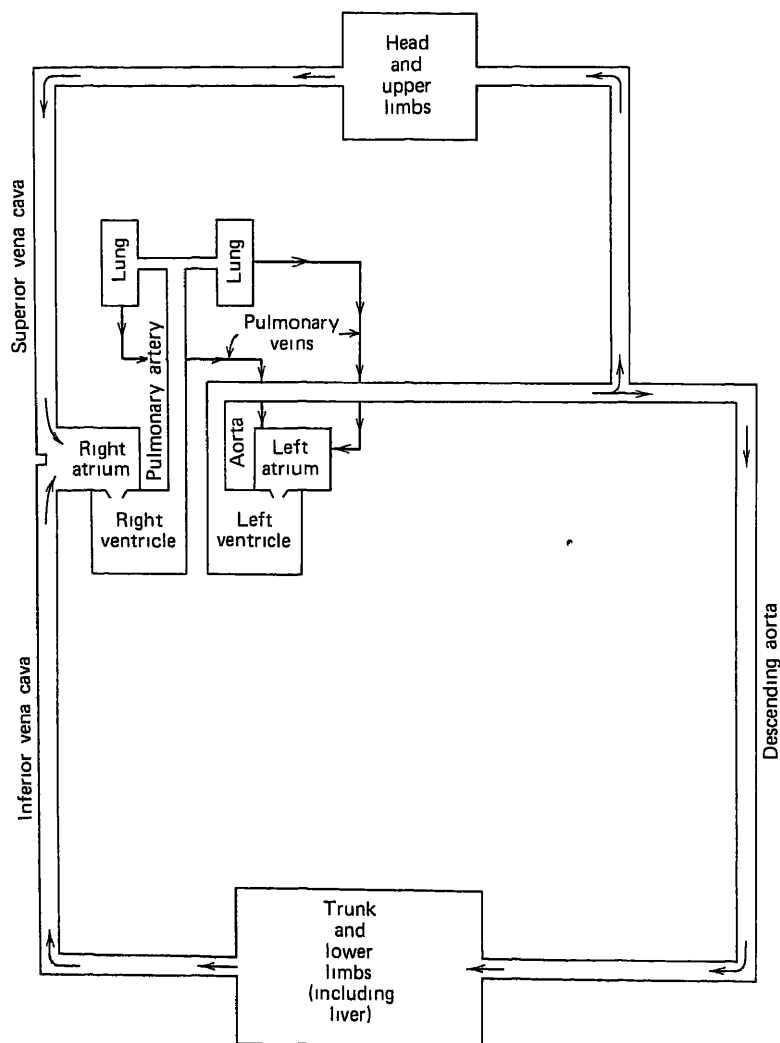 Head
and
upper
limbs
Superior vena cava
Lung
Lung
Pulmonary artery
Pulmonary
veins
Right
atrium
Aorta
Left
atrium
Right
ventricle
Left
ventricle
Inferior vena cava
Descending aorta
Trunk
and
lower
limbs
(including
liver)